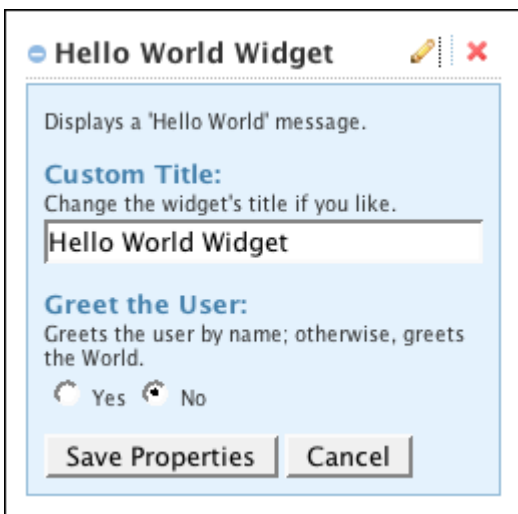 Hello World Widget
Displays a 'Hello World' message.
Custom Title:
Change the widget's title if you like.
Hello World Widget
Greet the User:
Greets the user by name; otherwise, greets
the World.
Yes No
Save Properties Cancel